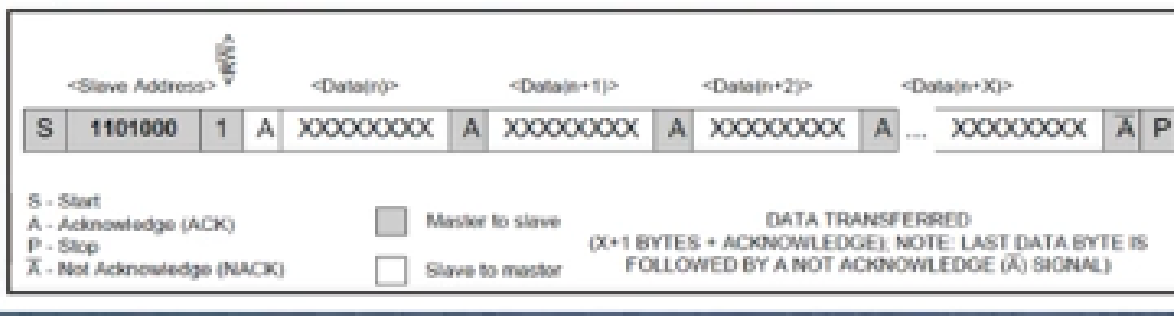 <R/W̅>
<Slave Address> <Data(n)> <Data(n+1)> <Data(n+2)> <Data(n+X)>
S 1101000 1 A XXXXXXXX A XXXXXXXX A XXXXXXXX A ... XXXXXXXX A̅ P
S - Start
A - Acknowledge (ACK)
P - Stop
A̅ - Not Acknowledge (NACK)
Master to slave
Slave to master
DATA TRANSFERRED
(X+1 BYTES + ACKNOWLEDGE); NOTE: LAST DATA BYTE IS
FOLLOWED BY A NOT ACKNOWLEDGE (A̅) SIGNAL)